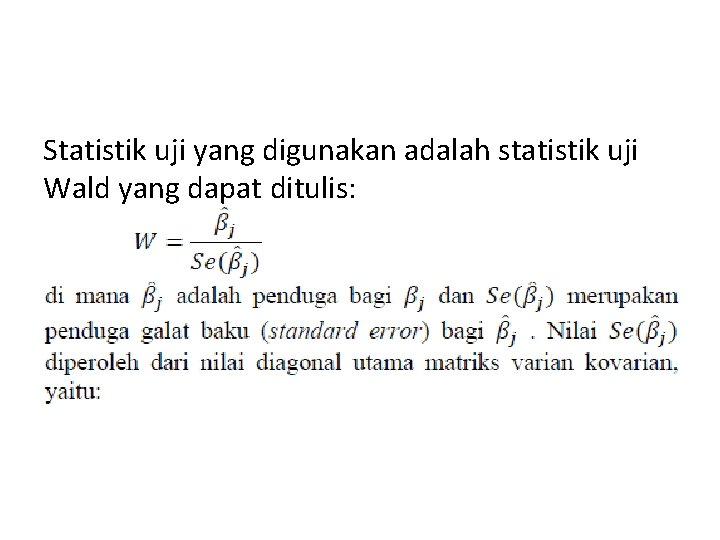 Statistik uji yang digunakan adalah statistik uji
Wald yang dapat ditulis:
W = β̂j / Se(β̂j)
di mana β̂j adalah penduga bagi βj dan Se(β̂j) merupakan
penduga galat baku (standard error) bagi β̂j . Nilai Se(β̂j)
diperoleh dari nilai diagonal utama matriks varian kovarian,
yaitu: